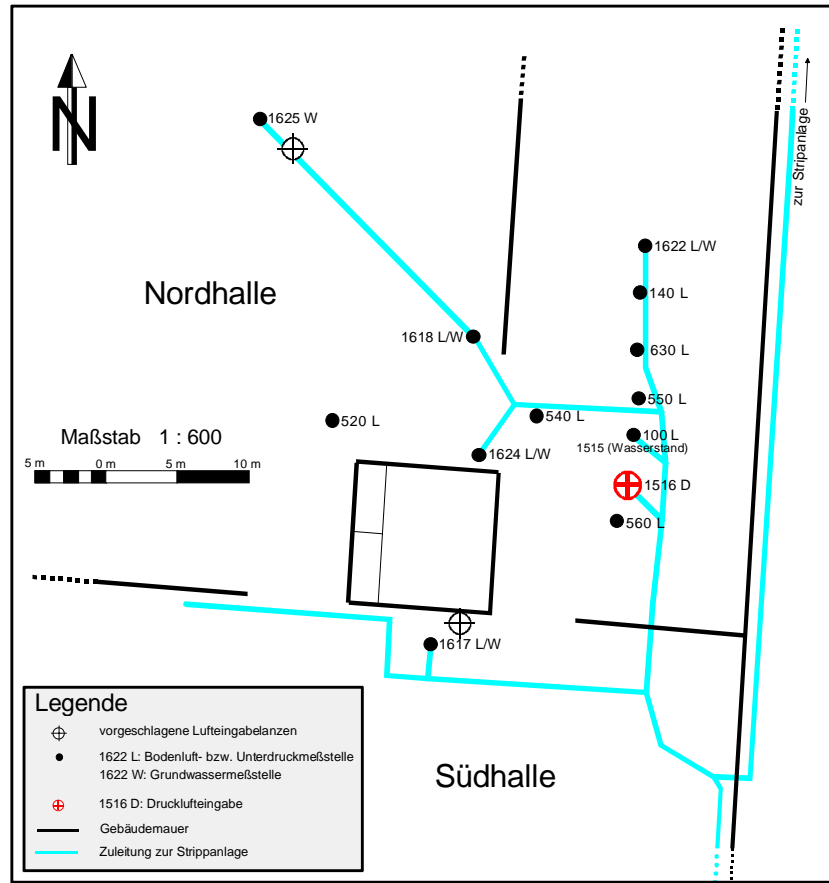 N
1625 W
zur Stripanlage
1622 L/W
Nordhalle
140 L
1618 L/W
630 L
550 L
540 L
520 L
100 L
Maßstab 1 : 600
1515 (Wasserstand)
1624 L/W
5 m 0 m 5 m 10 m
1516 D
560 L
1617 L/W
Legende
vorgeschlagene Lufteingabelanzen
1622 L: Bodenluft- bzw. Unterdruckmeßstelle
1622 W: Grundwassermeßstelle
1516 D: Drucklufteingabe
Gebäudemauer
Zuleitung zur Strippanlage
Südhalle